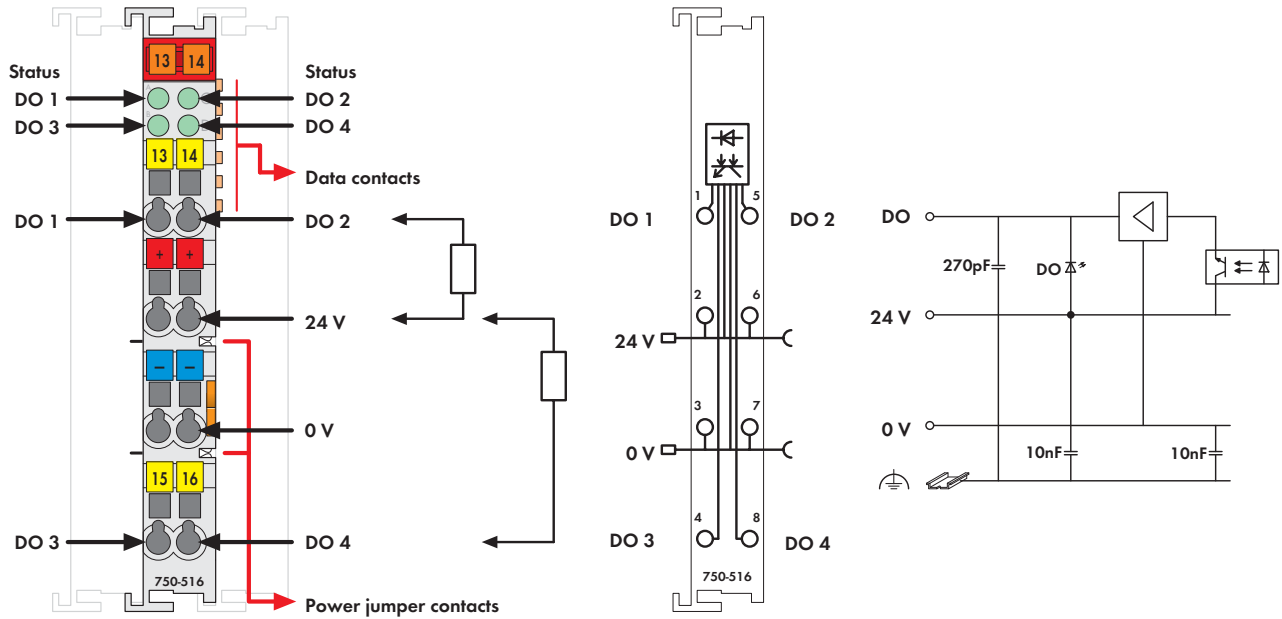 13 14
Status
Status
DO 1
DO 2
DO 3
DO 4
13 14
Data contacts
DO 1
DO 2
+ +
24 V
− −
0 V
15 16
DO 3
DO 4
750-516
Power jumper contacts
1 5
DO 1
DO 2
2 6
24 V
3 7
0 V
4 8
DO 3
DO 4
750-516
DO
270pF
DO
24 V
0 V
10nF
10nF